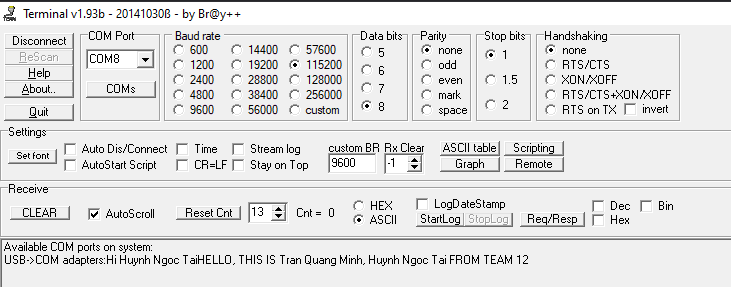 Terminal v1.93b - 20141030ß - by Br@y++
Disconnect
ReScan
Help
About..
Quit
COM Port
COM8
COMs
Baud rate
600 14400 57600
1200 19200 115200
2400 28800 128000
4800 38400 256000
9600 56000 custom
Data bits
5
6
7
8
Parity
none
odd
even
mark
space
Stop bits
1
1.5
2
Handshaking
none
RTS/CTS
XON/XOFF
RTS/CTS+XON/XOFF
RTS on TX invert
Settings
Set font
Auto Dis/Connect Time Stream log
AutoStart Script CR=LF Stay on Top
custom BR Rx Clear
9600 -1
ASCII table Scripting
Graph Remote
Receive
CLEAR AutoScroll Reset Cnt 13 Cnt = 0
HEX
ASCII
LogDateStamp
StartLog StopLog Req/Resp
Dec Bin
Hex
Available COM ports on system:
USB->COM adapters:Hi Huynh Ngoc TaiHELLO, THIS IS Tran Quang Minh, Huynh Ngoc Tai FROM TEAM 12